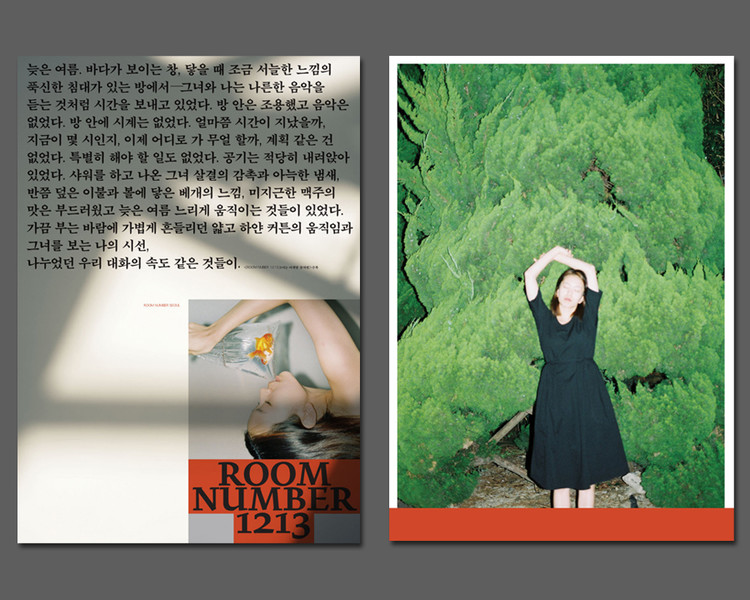 늦은 여름. 바다가 보이는 창, 닿을 때 조금 서늘한 느낌의
푹신한 침대가 있는 방에서—그녀와 나는 나른한 음악을
듣는 것처럼 시간을 보내고 있었다. 방 안은 조용했고 음악은
없었다. 방 안에 시계는 없었다. 얼마쯤 시간이 지났을까,
지금이 몇 시인지, 이제 어디로 가 무얼 할까, 계획 같은 건
없었다. 특별히 해야 할 일도 없었다. 공기는 적당히 내려앉아
있었다. 샤워를 하고 나온 그녀 살결의 감촉과 아늑한 냄새,
반쯤 덮은 이불과 볼에 닿은 베개의 느낌, 미지근한 맥주의
맛은 부드러웠고 늦은 여름 느리게 움직이는 것들이 있었다.
가끔 부는 바람에 가볍게 흔들리던 얇고 하얀 커튼의 움직임과
그녀를 보는 나의 시선,
나누었던 우리 대화의 속도 같은 것들이.
ROOM
NUMBER
1213